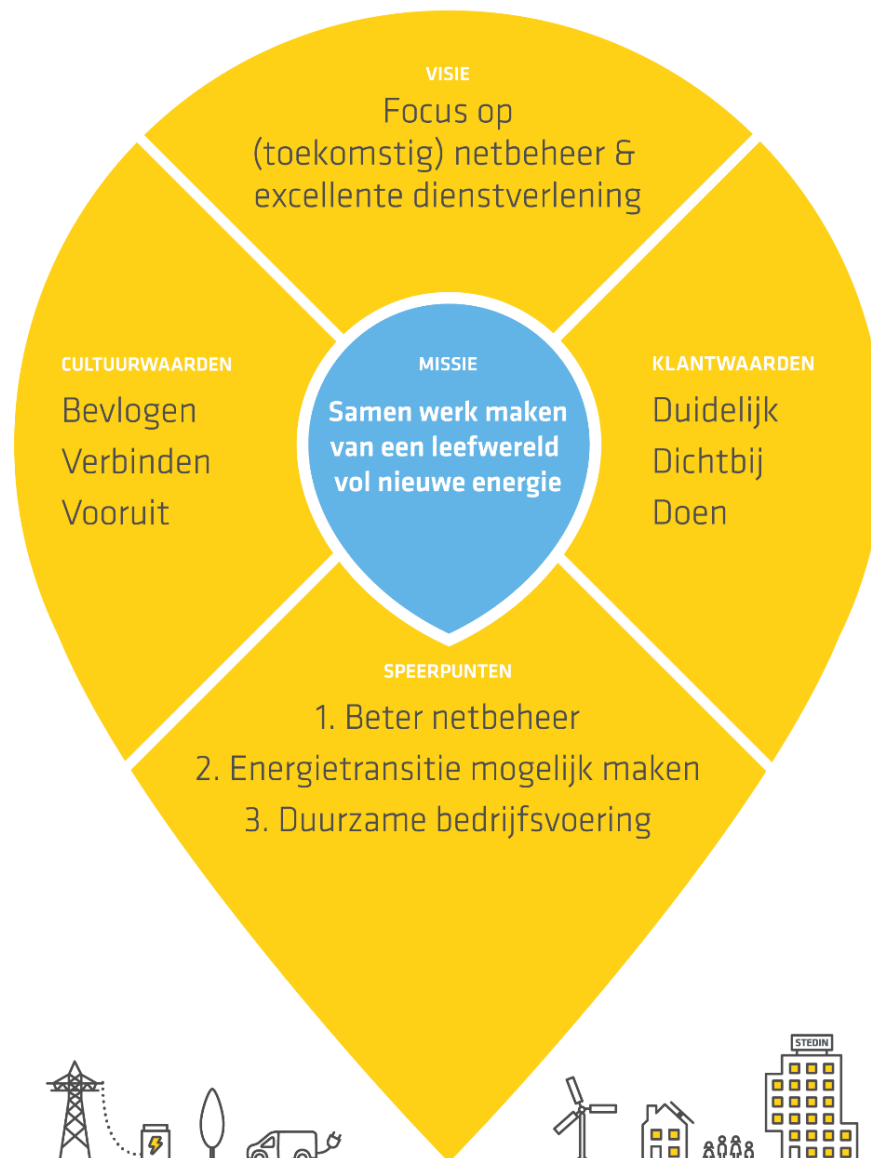 VISIE
Focus op
(toekomstig) netbeheer &
excellente dienstverlening
CULTUURWAARDEN
Bevlogen
Verbinden
Vooruit
MISSIE
Samen werk maken
van een leefwereld
vol nieuwe energie
KLANTWAARDEN
Duidelijk
Dichtbij
Doen
SPEERPUNTEN
1. Beter netbeheer
2. Energietransitie mogelijk maken
3. Duurzame bedrijfsvoering
STEDIN